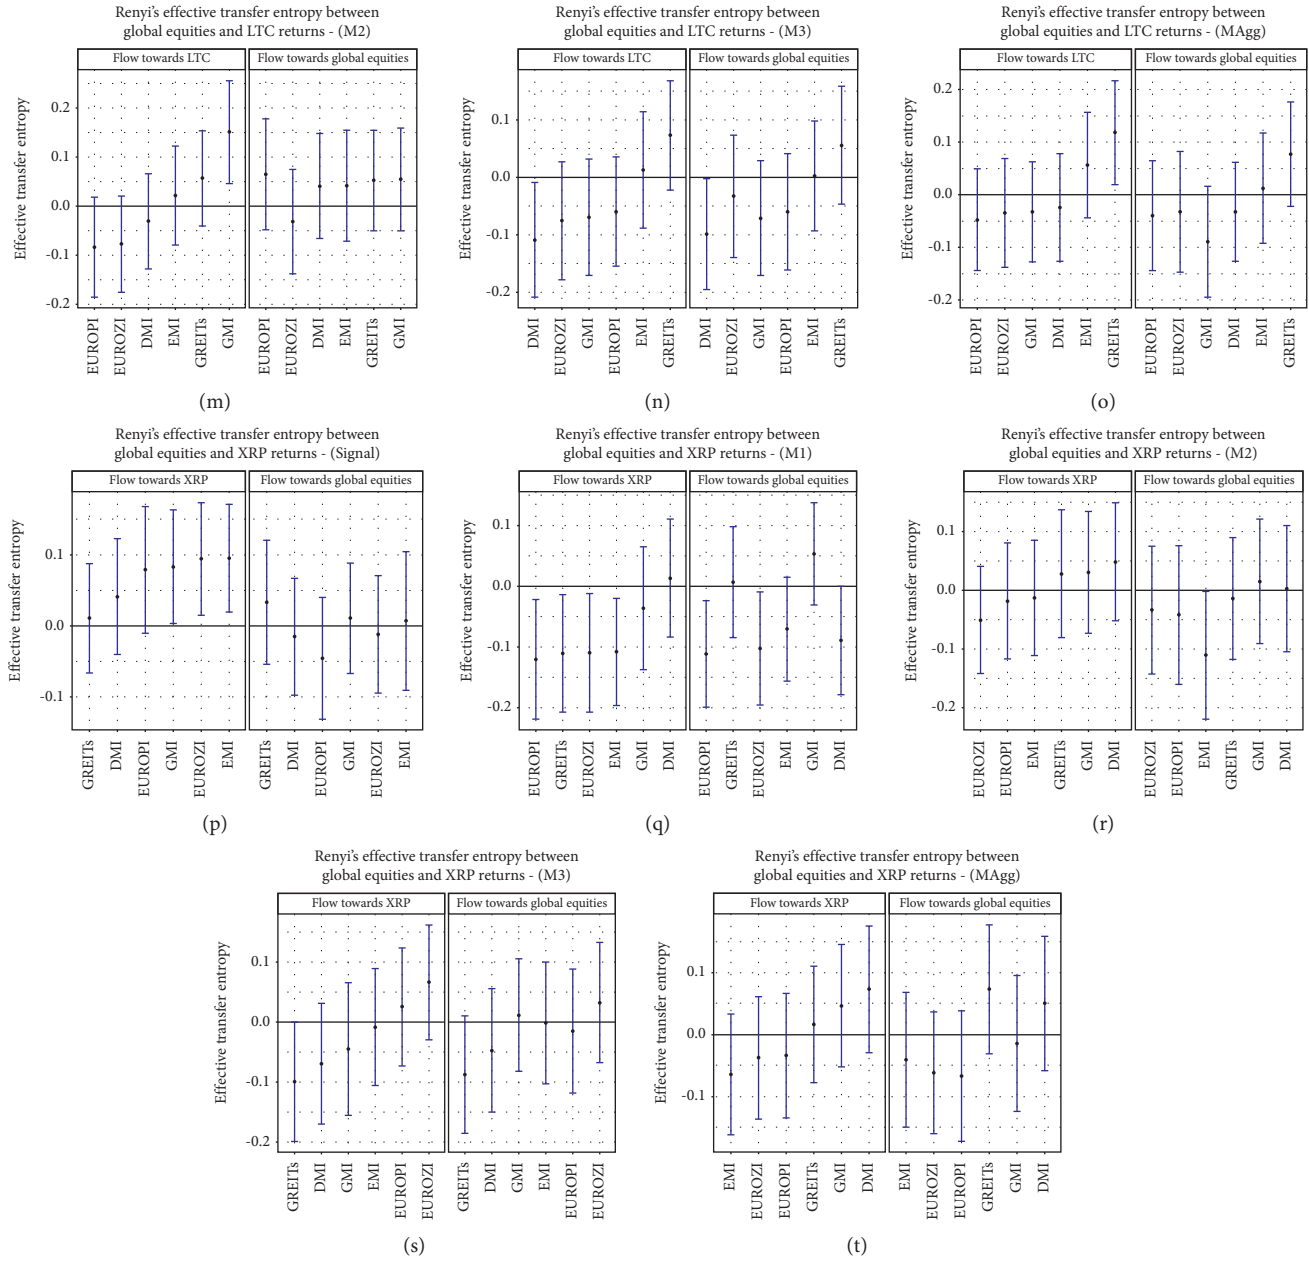 Renyi's effective transfer entropy between
global equities and LTC returns - (M2)
Flow towards LTC
Flow towards global equities
Effective transfer entropy
0.2
0.1
0.0
-0.1
-0.2
EUROPI
EUROZI
DMI
EMI
GREITs
GMI
EUROPI
EUROZI
DMI
EMI
GREITs
GMI
(m)
Renyi's effective transfer entropy between
global equities and LTC returns - (M3)
Flow towards LTC
Flow towards global equities
Effective transfer entropy
0.1
0.0
-0.1
-0.2
DMI
EUROZI
GMI
EUROPI
EMI
GREITs
DMI
EUROZI
GMI
EUROPI
EMI
GREITs
(n)
Renyi's effective transfer entropy between
global equities and LTC returns - (MAgg)
Flow towards LTC
Flow towards global equities
Effective transfer entropy
0.2
0.1
0.0
-0.1
-0.2
EUROPI
EUROZI
GMI
DMI
EMI
GREITs
EUROPI
EUROZI
GMI
DMI
EMI
GREITs
(o)
Renyi's effective transfer entropy between
global equities and XRP returns - (Signal)
Flow towards XRP
Flow towards global equities
Effective transfer entropy
0.1
0.0
-0.1
GREITs
DMI
EUROPI
GMI
EUROZI
EMI
GREITs
DMI
EUROPI
GMI
EUROZI
EMI
(p)
Renyi's effective transfer entropy between
global equities and XRP returns - (M1)
Flow towards XRP
Flow towards global equities
Effective transfer entropy
0.1
0.0
-0.1
-0.2
EUROPI
GREITs
EUROZI
EMI
GMI
DMI
EUROPI
GREITs
EUROZI
EMI
GMI
DMI
(q)
Renyi's effective transfer entropy between
global equities and XRP returns - (M2)
Flow towards XRP
Flow towards global equities
Effective transfer entropy
0.1
0.0
-0.1
-0.2
EUROZI
EUROPI
EMI
GREITs
GMI
DMI
EUROZI
EUROPI
EMI
GREITs
GMI
DMI
(r)
Renyi's effective transfer entropy between
global equities and XRP returns - (M3)
Flow towards XRP
Flow towards global equities
Effective transfer entropy
0.1
0.0
-0.1
-0.2
GREITs
DMI
GMI
EMI
EUROPI
EUROZI
GREITs
DMI
GMI
EMI
EUROPI
EUROZI
(s)
Renyi's effective transfer entropy between
global equities and XRP returns - (MAgg)
Flow towards XRP
Flow towards global equities
Effective transfer entropy
0.1
0.0
-0.1
EMI
EUROZI
EUROPI
GREITs
GMI
DMI
EMI
EUROZI
EUROPI
GREITs
GMI
DMI
(t)